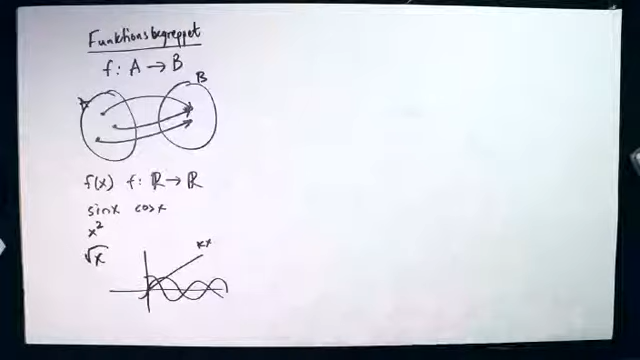 Funktionsbegreppet
f: A → B
A B
f(x) f: ℝ → ℝ
sin x cos x
x²
√x
kx